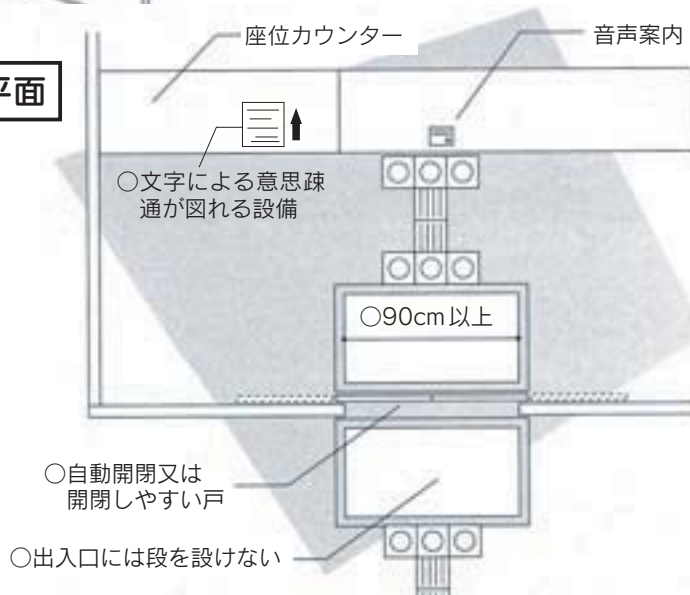 座位カウンター
音声案内
平面
○文字による意思疎
通が図れる設備
○90cm以上
○自動開閉又は
開閉しやすい戸
○出入口には段を設けない